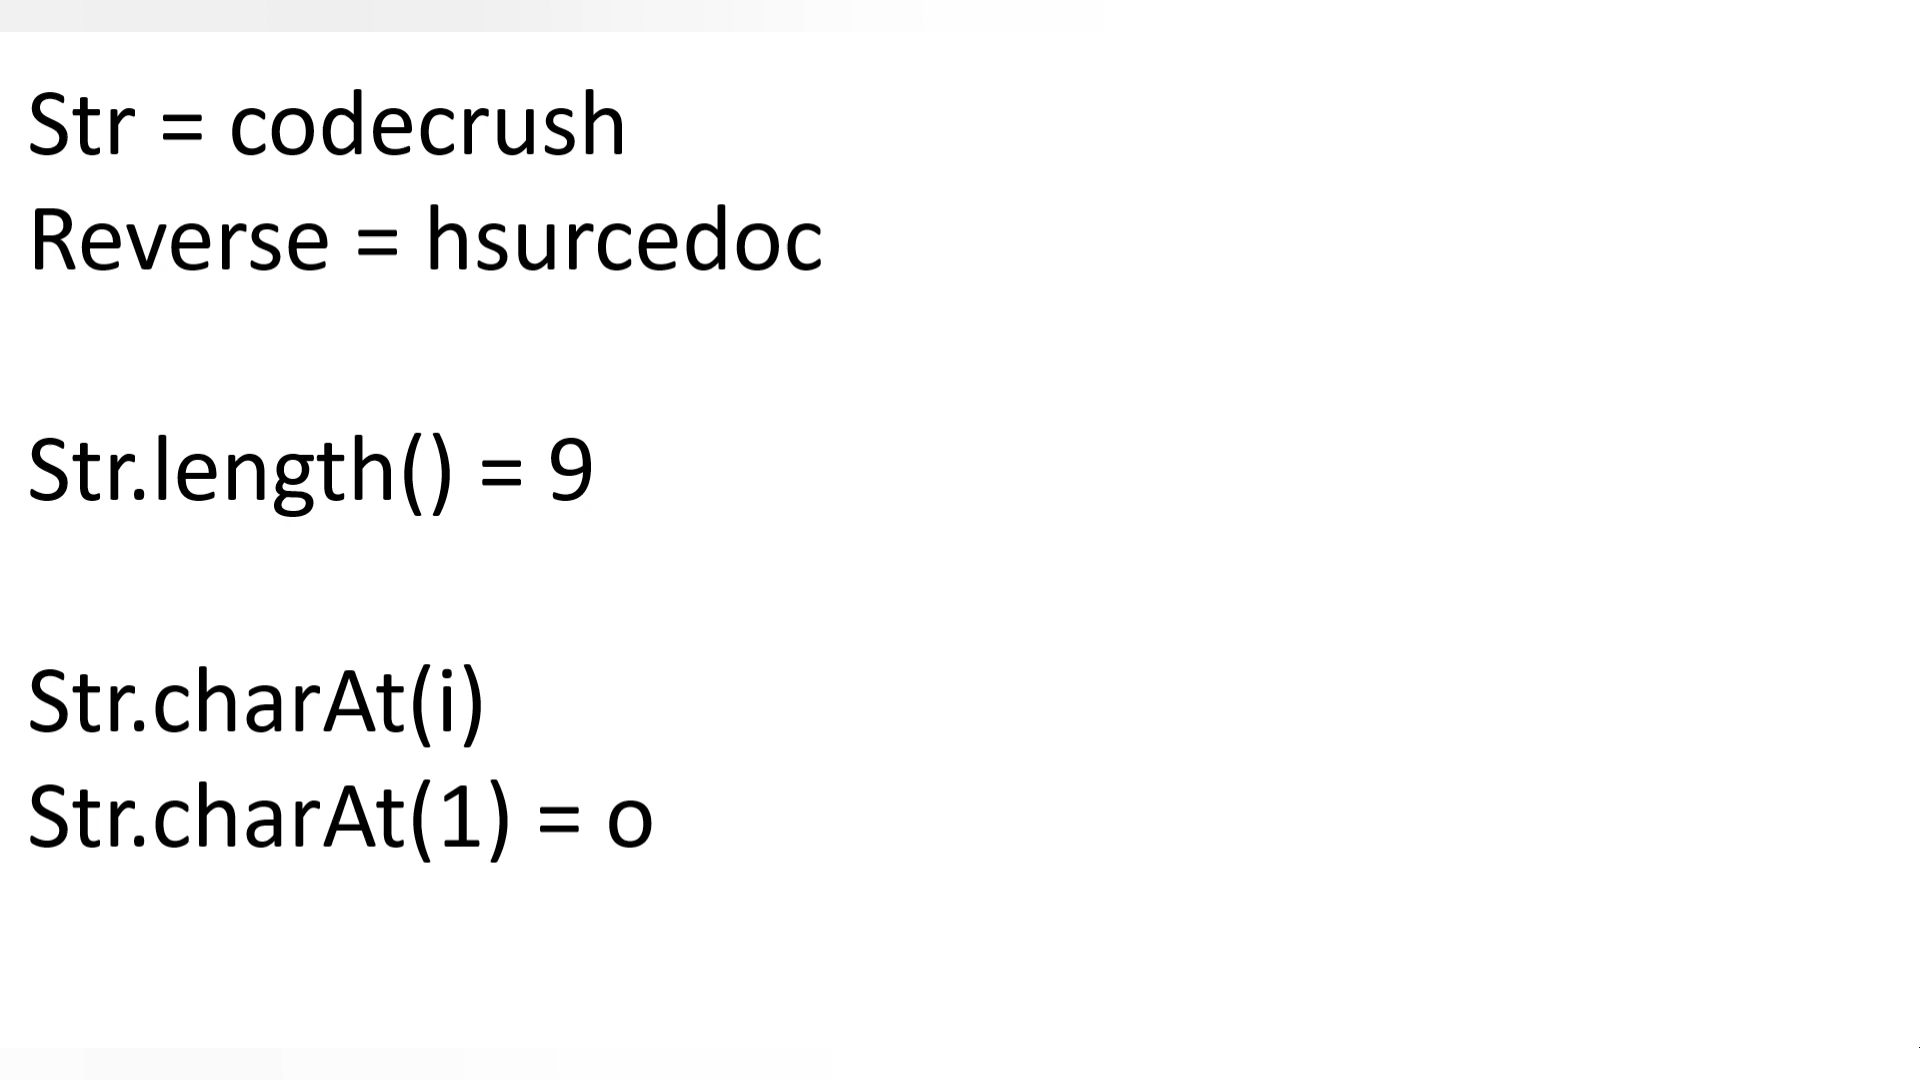 Str = codecrush
Reverse = hsurcedoc
Str.length() = 9
Str.charAt(i)
Str.charAt(1) = o